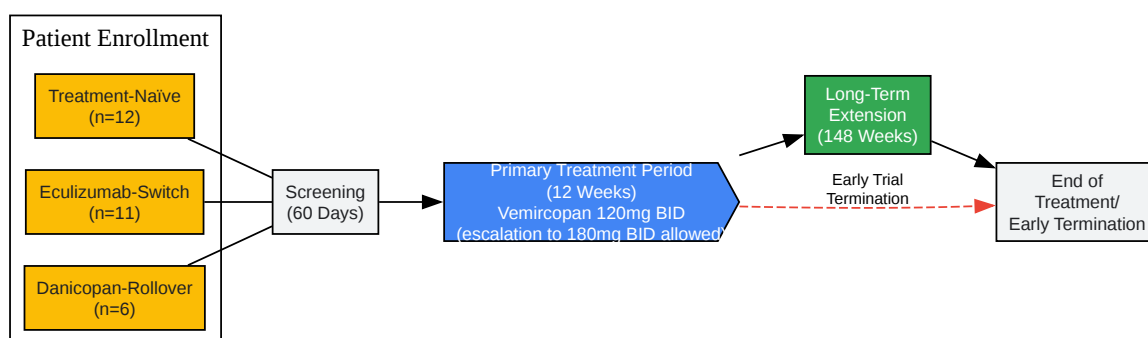 Patient Enrollment
Treatment-Naïve
(n=12)
Eculizumab-Switch
(n=11)
Danicopan-Rollover
(n=6)
Screening
(60 Days)
Primary Treatment Period
(12 Weeks)
Vemircopan 120mg BID
(escalation to 180mg BID allowed)
Long-Term
Extension
(148 Weeks)
Early Trial
Termination
End of
Treatment/
Early Termination